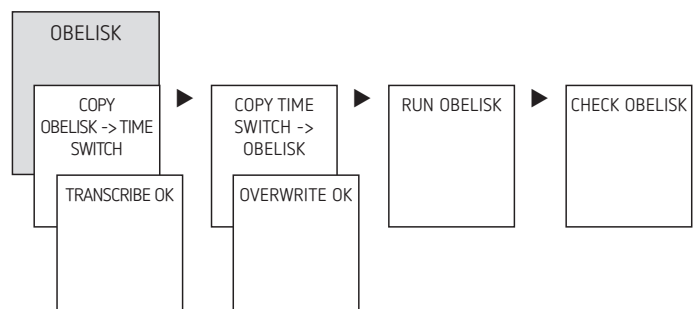 OBELISK
COPY
OBELISK -> TIME
SWITCH
TRANSCRIBE OK
COPY TIME
SWITCH ->
OBELISK
OVERWRITE OK
RUN OBELISK
CHECK OBELISK